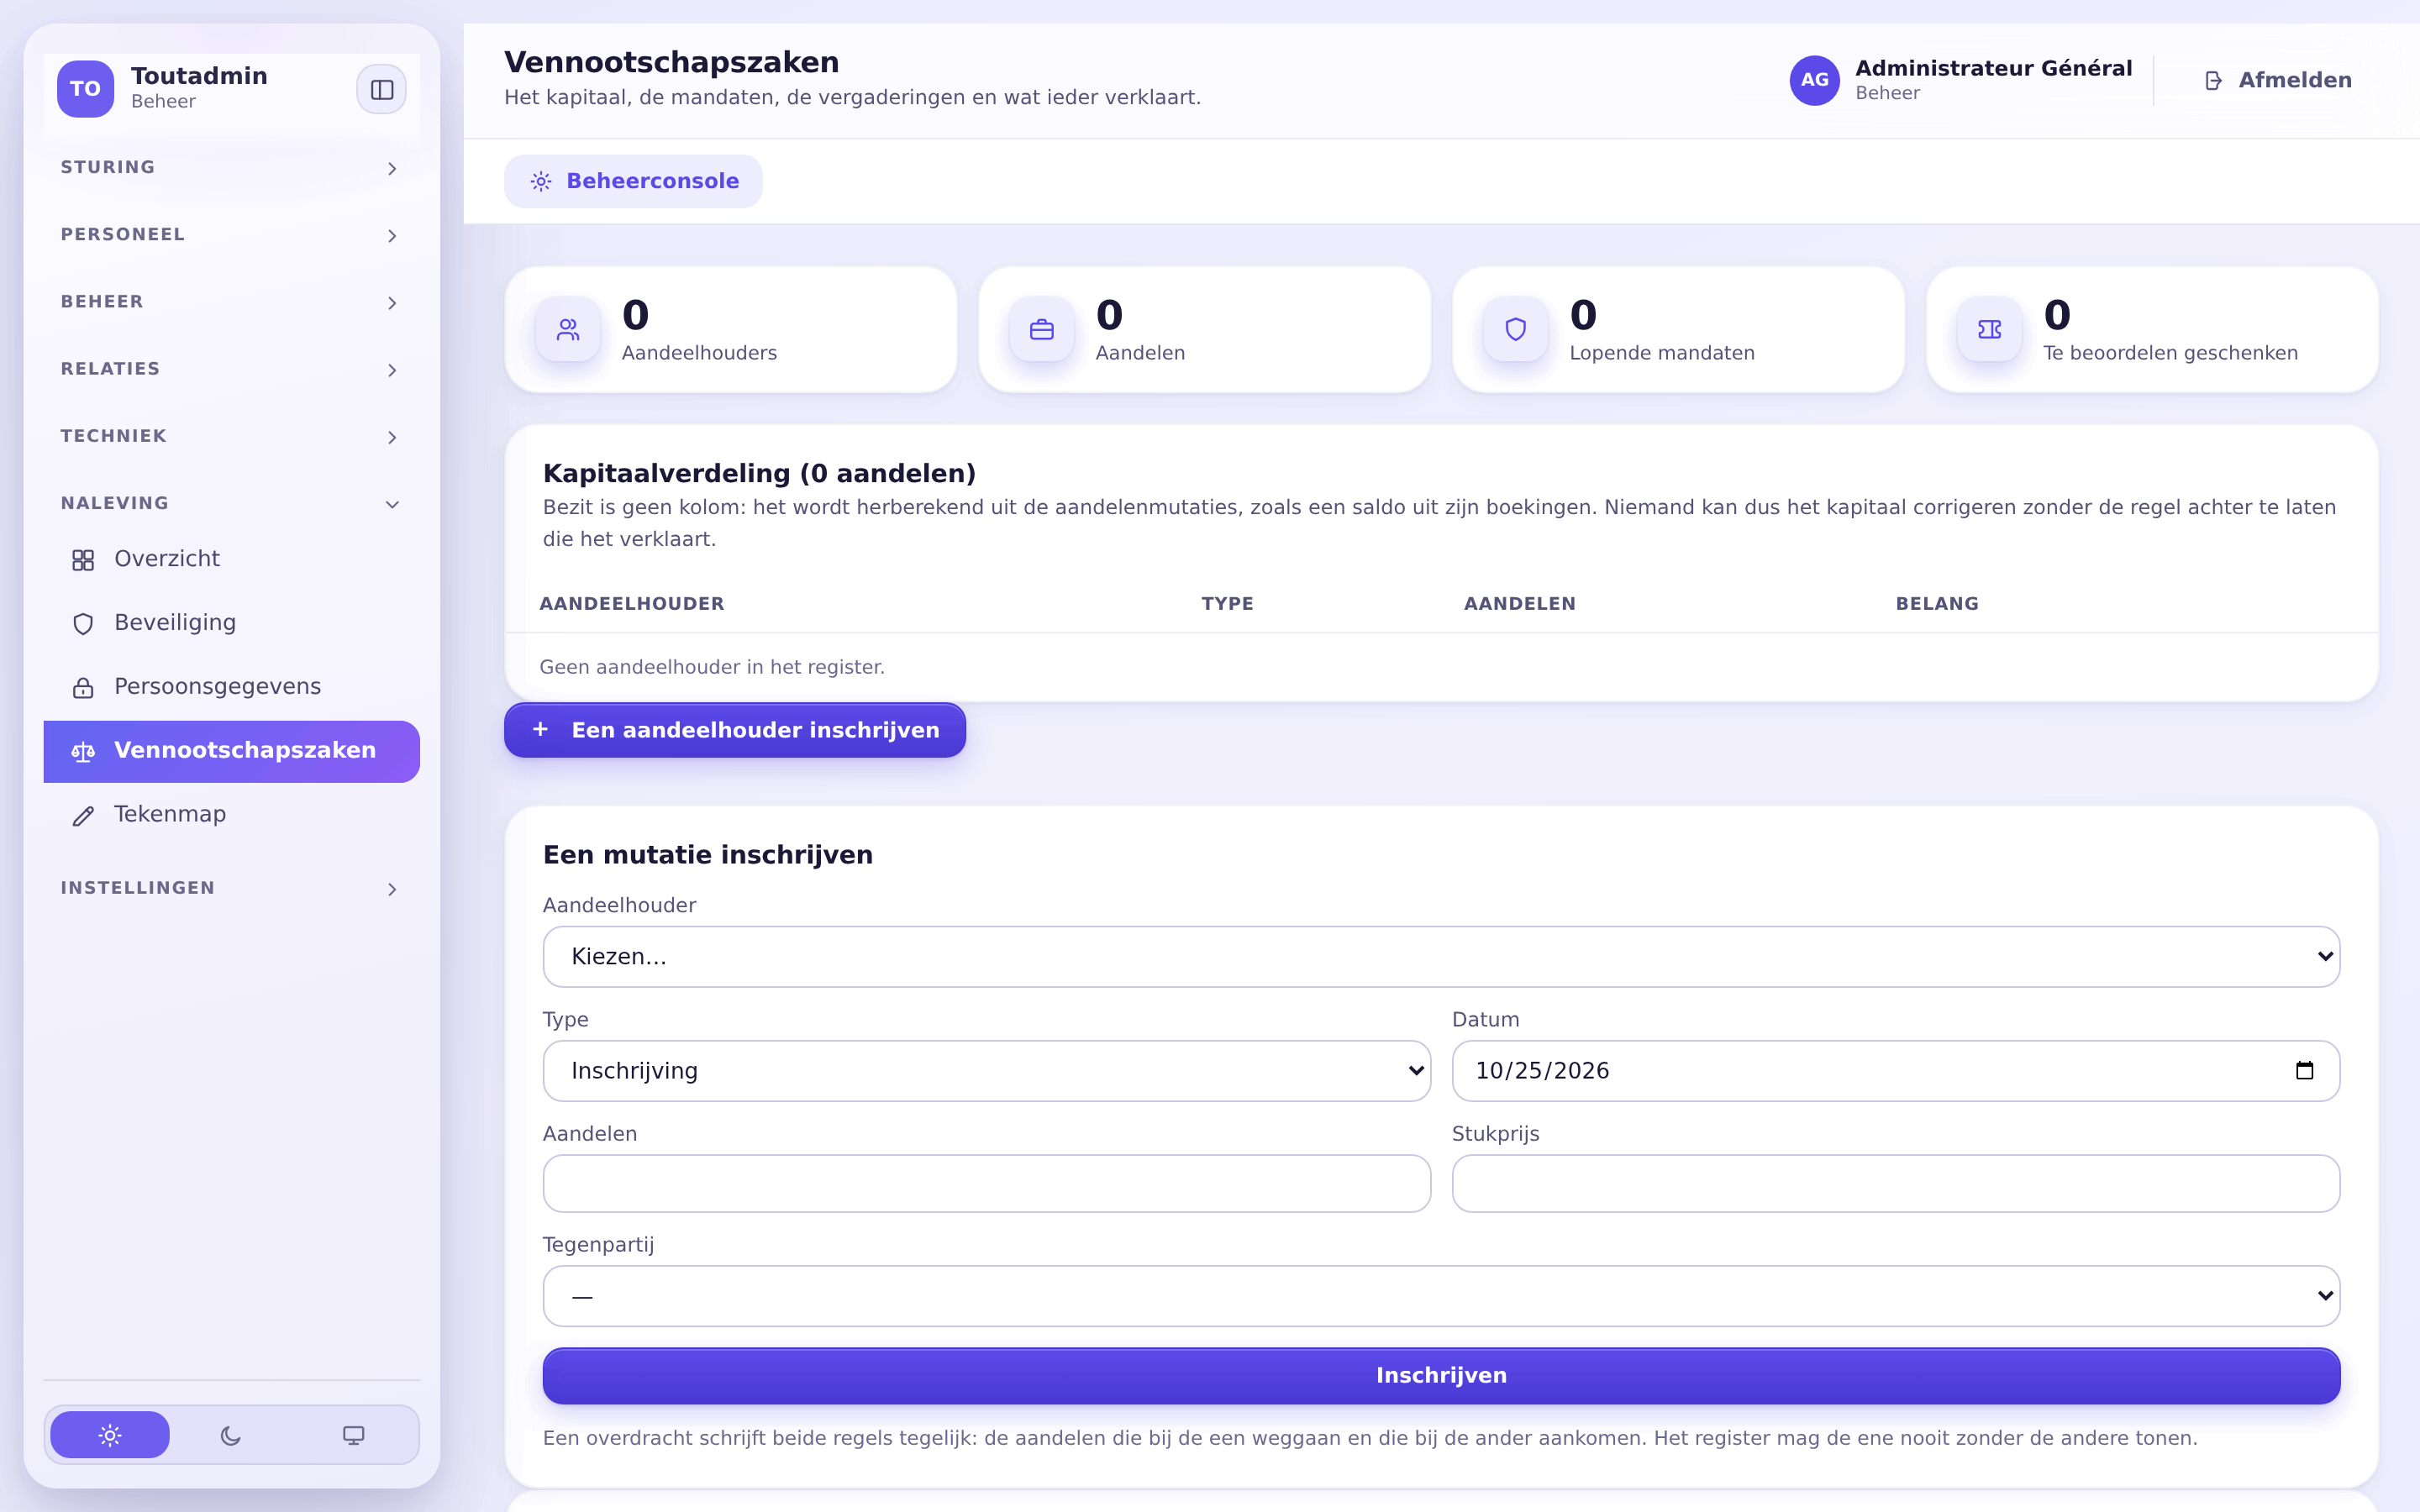 TO
Toutadmin
Beheer
STURING
PERSONEEL
BEHEER
RELATIES
TECHNIEK
NALEVING
Overzicht
Beveiliging
Persoonsgegevens
Vennootschapszaken
Tekenmap
INSTELLINGEN
Vennootschapszaken
Het kapitaal, de mandaten, de vergaderingen en wat ieder verklaart.
AG
Administrateur Général
Beheer
Afmelden
Beheerconsole
0
Aandeelhouders
0
Aandelen
0
Lopende mandaten
0
Te beoordelen geschenken
Kapitaalverdeling (0 aandelen)
Bezit is geen kolom: het wordt herberekend uit de aandelenmutaties, zoals een saldo uit zijn boekingen. Niemand kan dus het kapitaal corrigeren zonder de regel achter te laten
die het verklaart.
AANDEELHOUDER TYPE AANDELEN BELANG
Geen aandeelhouder in het register.
+ Een aandeelhouder inschrijven
Een mutatie inschrijven
Aandeelhouder
Kiezen...
Type Datum
Inschrijving 10/25/2026
Aandelen Stukprijs
Tegenpartij
—
Inschrijven
Een overdracht schrijft beide regels tegelijk: de aandelen die bij de een weggaan en die bij de ander aankomen. Het register mag de ene nooit zonder de andere tonen.